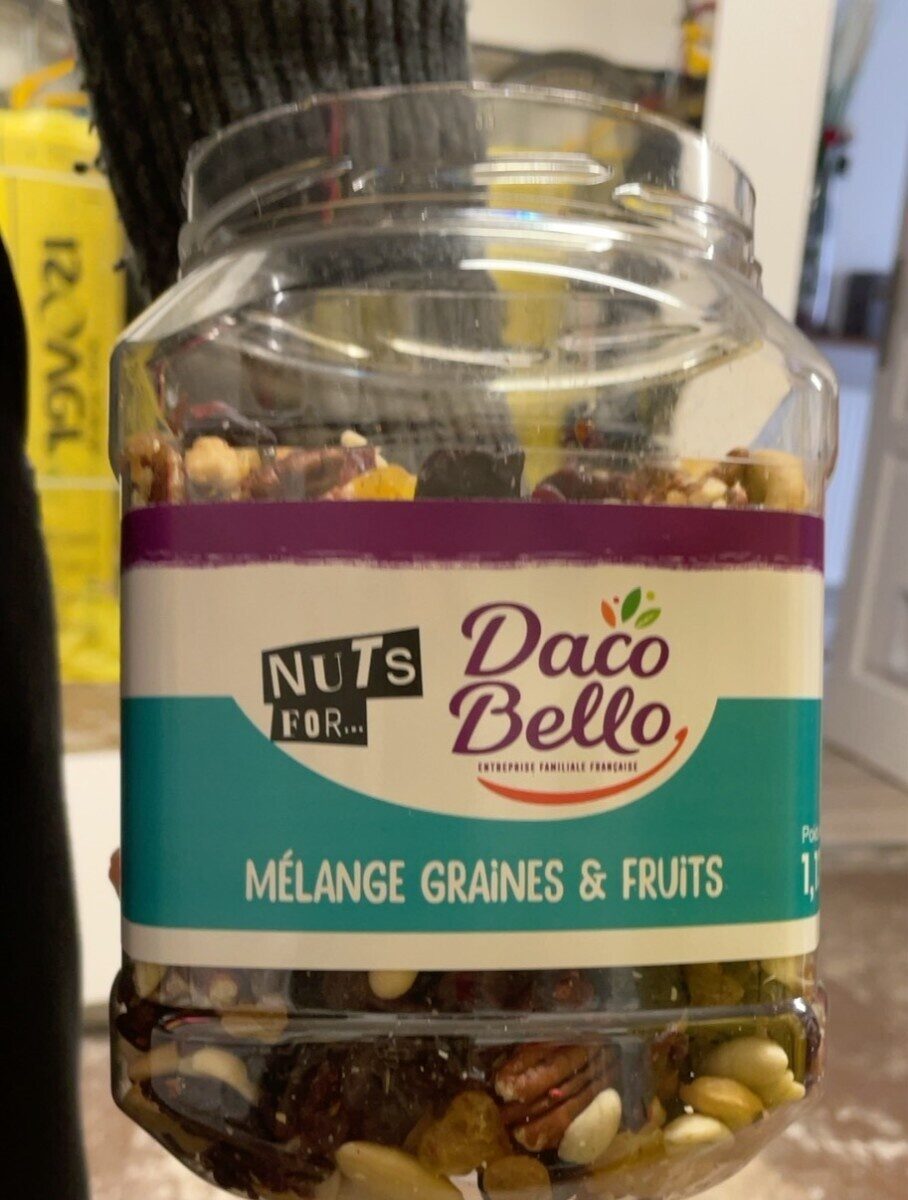 NUTS
FOR...
Daco
Bello
ENTREPRISE FAMILIALE FRANÇAISE
MÉLANGE GRAINES & FRUITS